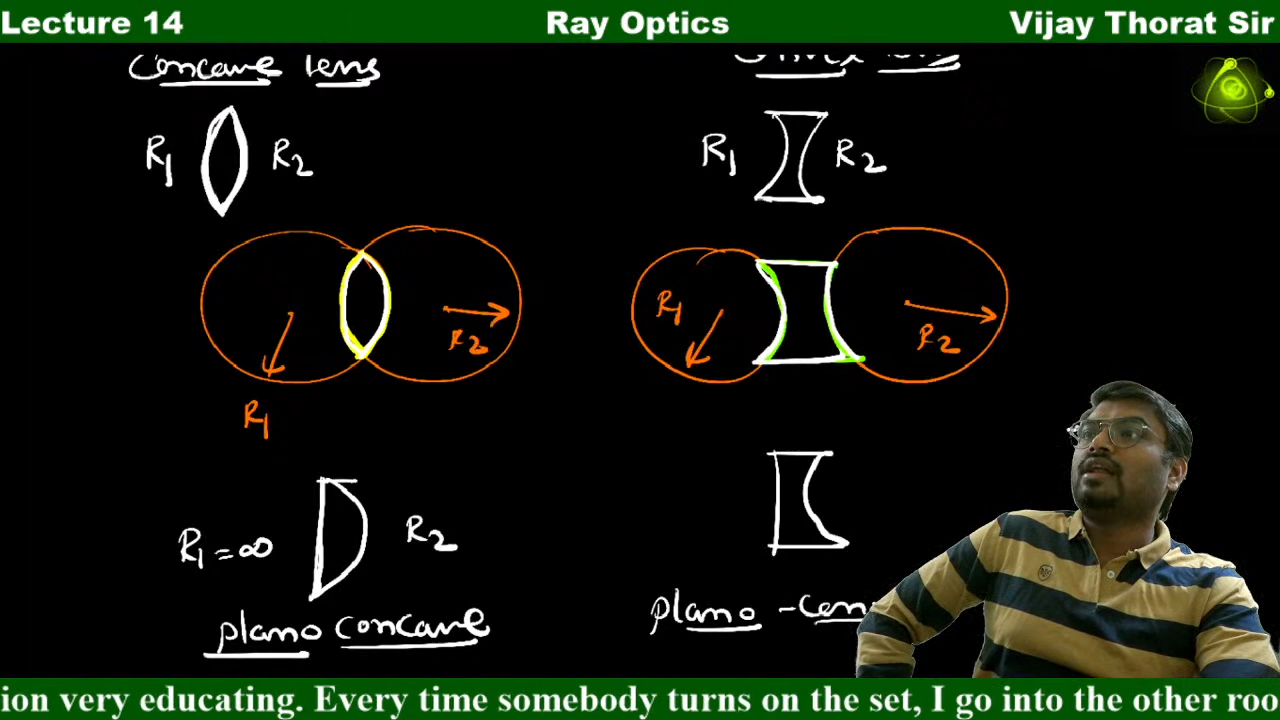 Lecture 14 Ray Optics Vijay Thorat Sir
Concave lens
R1 R2
R1 R2
R1
R2
R1
R2
R1 = ∞ R2
plano concave
plano -
ion very educating. Every time somebody turns on the set, I go into the other roo